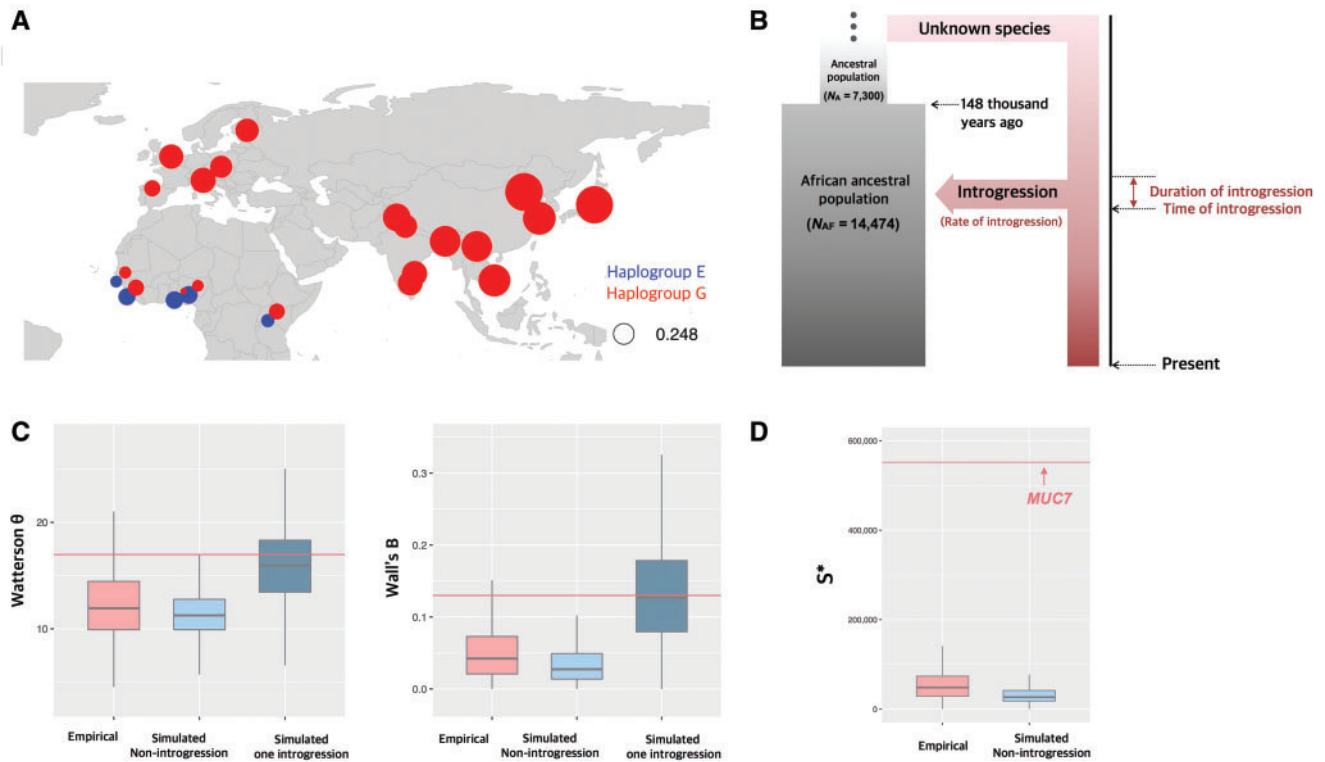 A
Haplogroup E
Haplogroup G
0.248
B
Unknown species
Ancestral
population
(NA = 7,300)
148 thousand
years ago
African ancestral
population
(NAF = 14,474)
Introgression
(Rate of introgression)
Duration of introgression
Time of introgression
Present
C
Watterson θ
20
10
Empirical
Simulated
Non-introgression
Simulated
one introgression
Wall's B
0.3
0.2
0.1
0.0
Empirical
Simulated
Non-introgression
Simulated
one introgression
D
S*
600,000
400,000
200,000
0
MUC7
Empirical
Simulated
Non-introgression